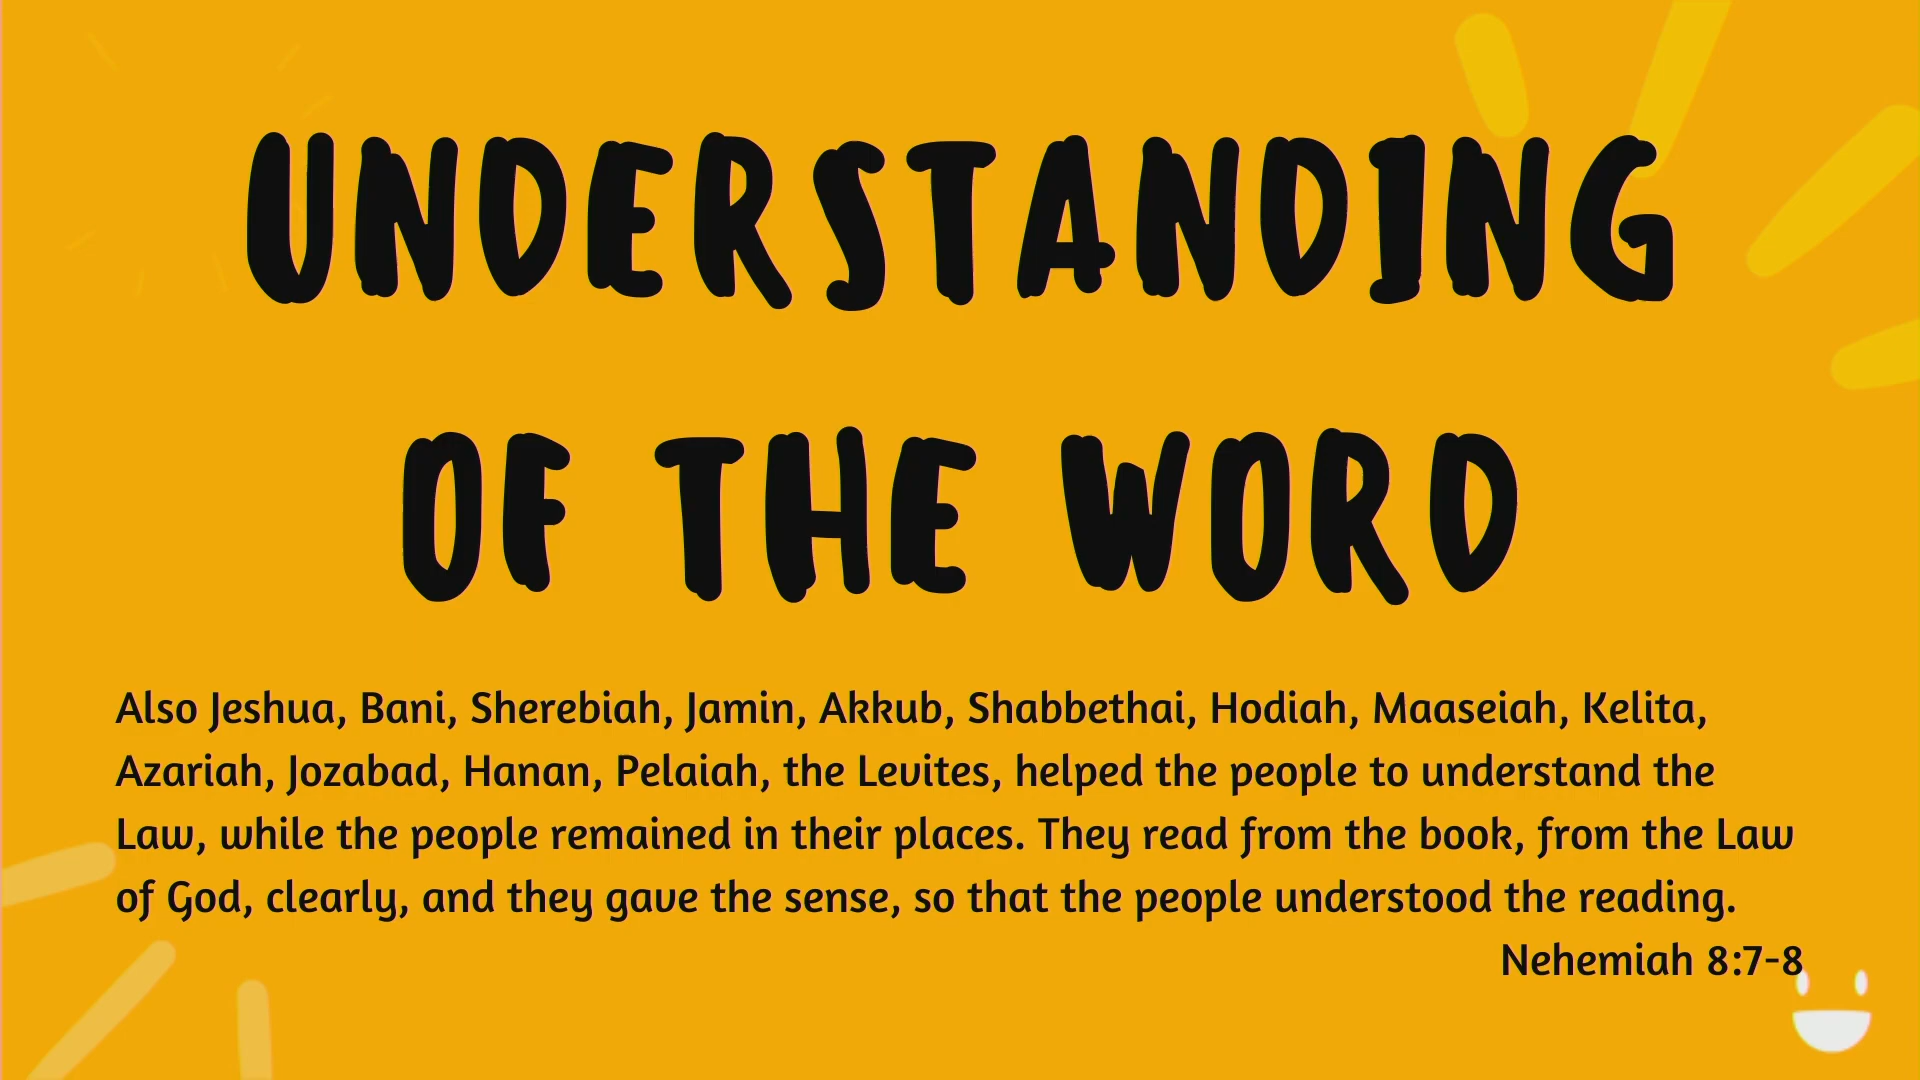 UNDERSTANDING
OF THE WORD
Also Jeshua, Bani, Sherebiah, Jamin, Akkub, Shabbethai, Hodiah, Maaseiah, Kelita,
Azariah, Jozabad, Hanan, Pelaiah, the Levites, helped the people to understand the
Law, while the people remained in their places. They read from the book, from the Law
of God, clearly, and they gave the sense, so that the people understood the reading.
Nehemiah 8:7-8